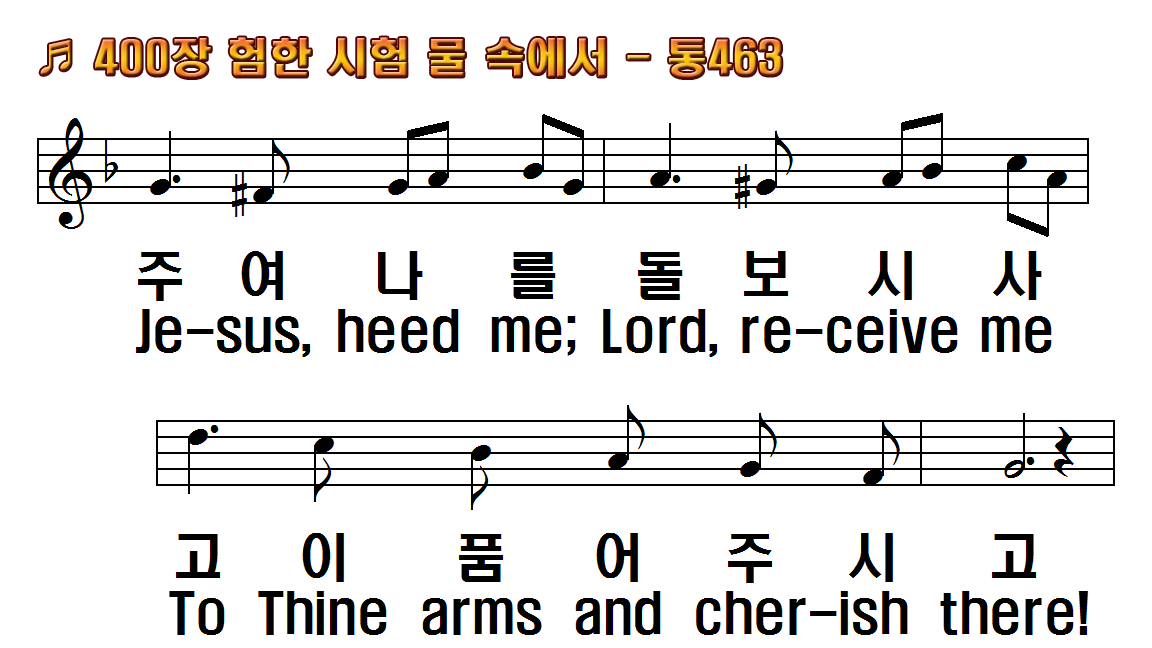 ♬ 400장 험한 시험 물 속에서 - 통463
주 여 나 를 돌 보 시 사
Je-sus, heed me; Lord, re-ceive me
고 이 품 어 주 시 고
To Thine arms and cher-ish there!